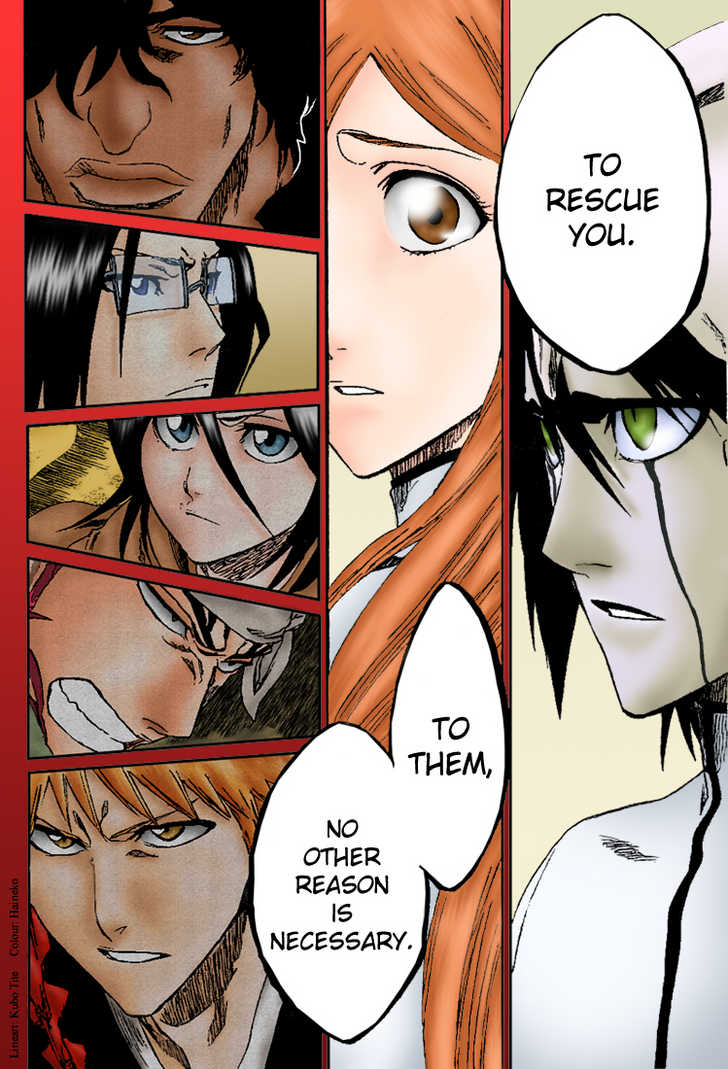 TO
RESCUE
YOU.
TO
THEM,
NO
OTHER
REASON
IS
NECESSARY.
Lineart: Kubo Tite Colour: Haineko